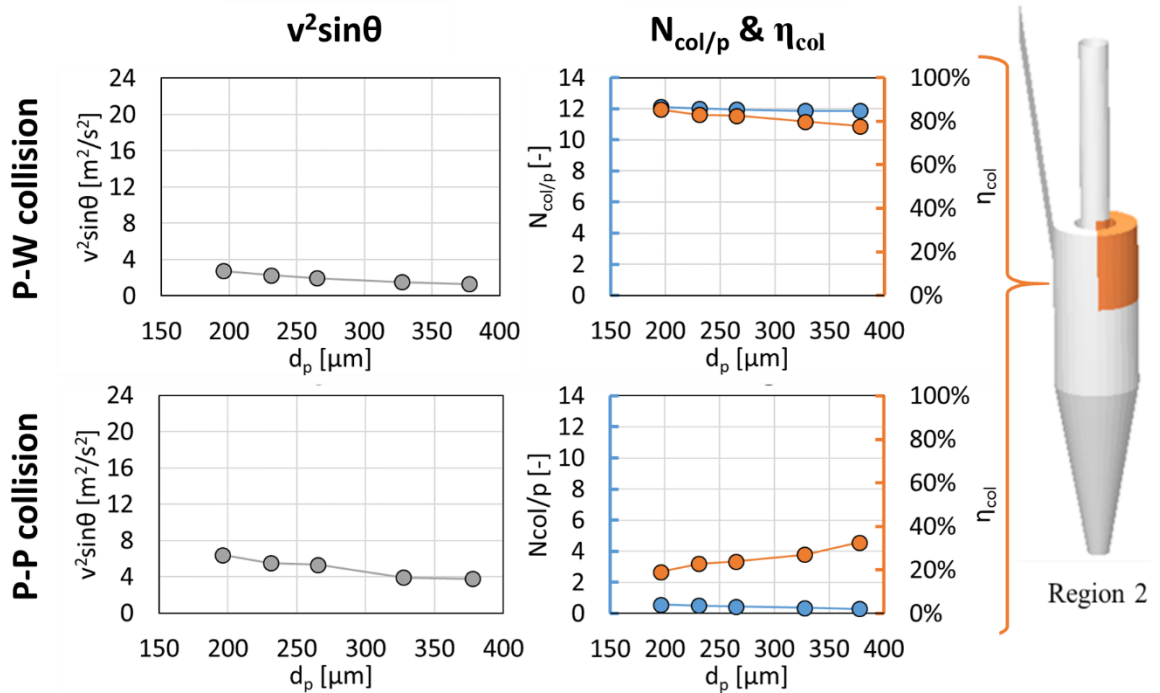 v²sinθ
N_col/p & η_col
P-W collision
v²sinθ [m²/s²]
24
20
16
12
8
4
0
150 200 250 300 350 400
d_p [µm]
N_col/p [-]
14
12
10
8
6
4
2
0
150 200 250 300 350 400
d_p [µm]
100%
80%
60%
40%
20%
0%
η_col
P-P collision
v²sinθ [m²/s²]
24
20
16
12
8
4
0
150 200 250 300 350 400
d_p [µm]
Ncol/p [-]
14
12
10
8
6
4
2
0
150 200 250 300 350 400
d_p [µm]
100%
80%
60%
40%
20%
0%
η_col
Region 2